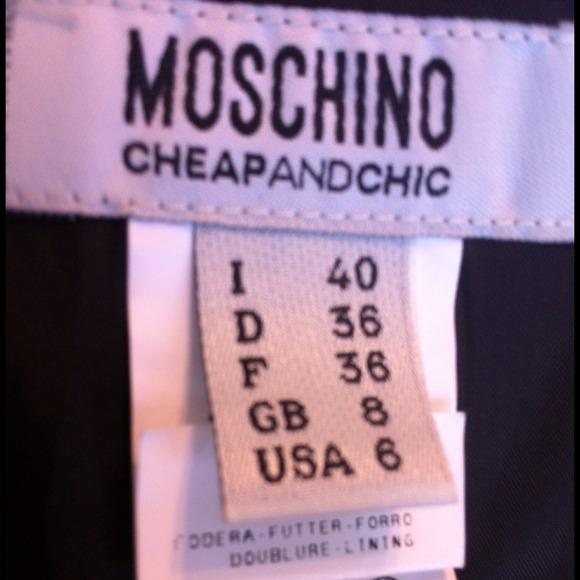 MOSCHINO
CHEAPANDCHIC
I 40
D 36
F 36
GB 8
USA 6
FODERA-FUTTER-FORRO
DOUBLURE-LINING